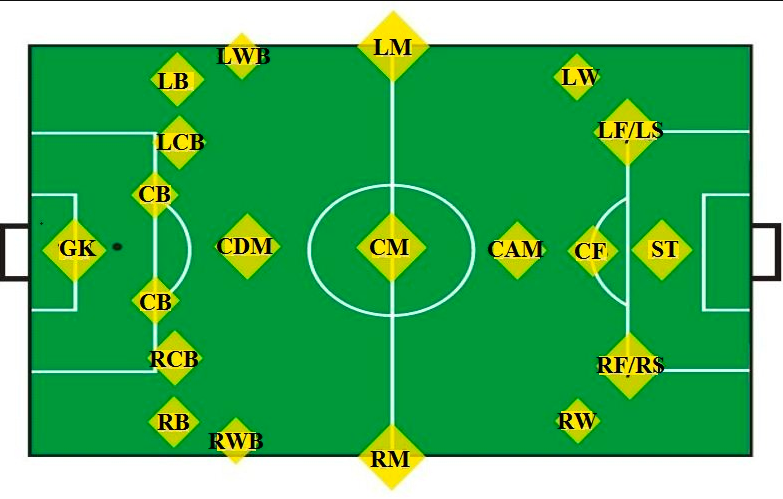 LM
LWB
LB
LW
LCB
LF/LS
CB
GK
CDM
CM
CAM
CF
ST
CB
RCB
RF/RS
RB
RW
RWB
RM